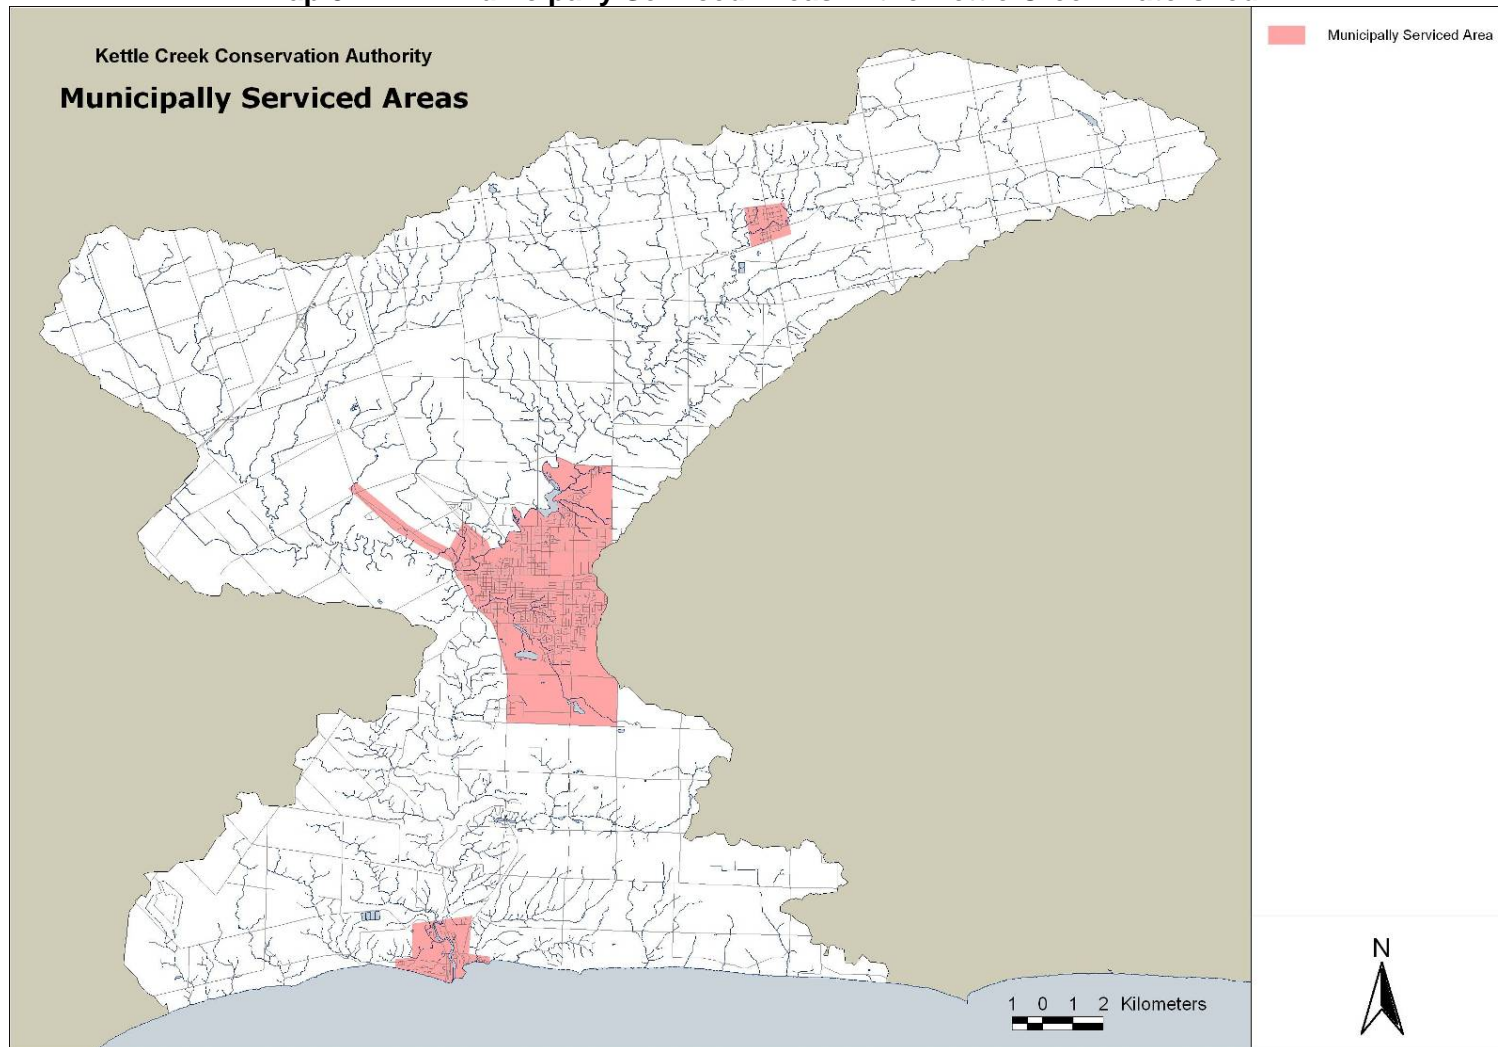 Kettle Creek Conservation Authority
Municipally Serviced Areas
Municipally Serviced Area
N
1 0 1 2 Kilometers